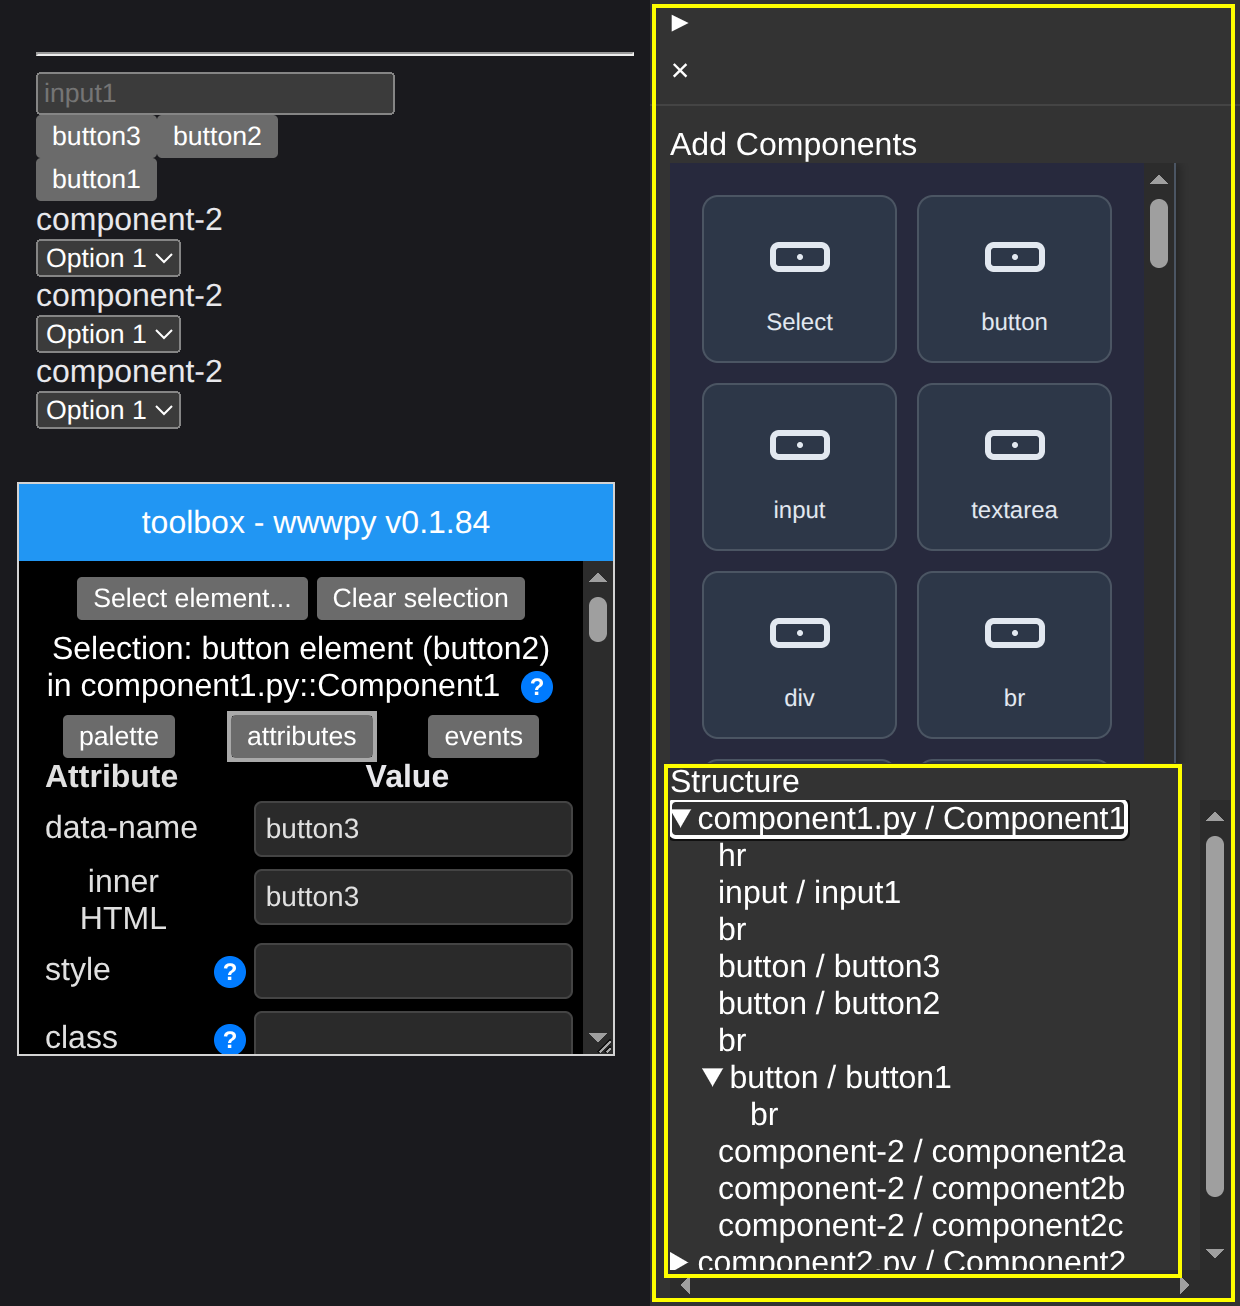 input1
button3 button2
button1
component-2
Option 1
component-2
Option 1
component-2
Option 1
toolbox - wwwpy v0.1.84
Select element... Clear selection
Selection: button element (button2)
in component1.py::Component1 ?
palette attributes events
Attribute Value
data-name button3
inner
HTML button3
style ?
class ?
Add Components
Select button
input textarea
div br
Structure
component1.py / Component1
hr
input / input1
br
button / button3
button / button2
br
button / button1
br
component-2 / component2a
component-2 / component2b
component-2 / component2c
component2.py / Component2